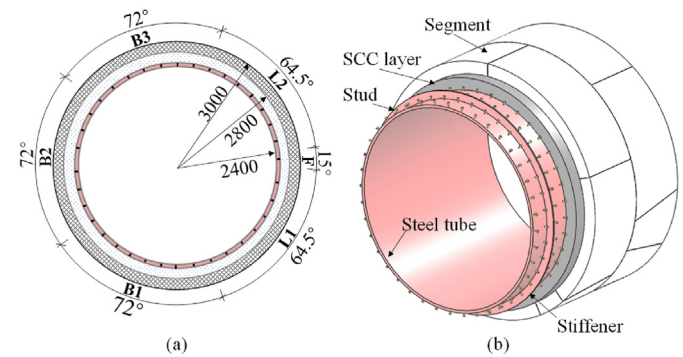 72°
B3
64.5°
L2
3000
2800
2400
72°
B2
F
15°
L1
64.5°
B1
72°
(a)
Segment
SCC layer
Stud
Steel tube
Stiffener
(b)